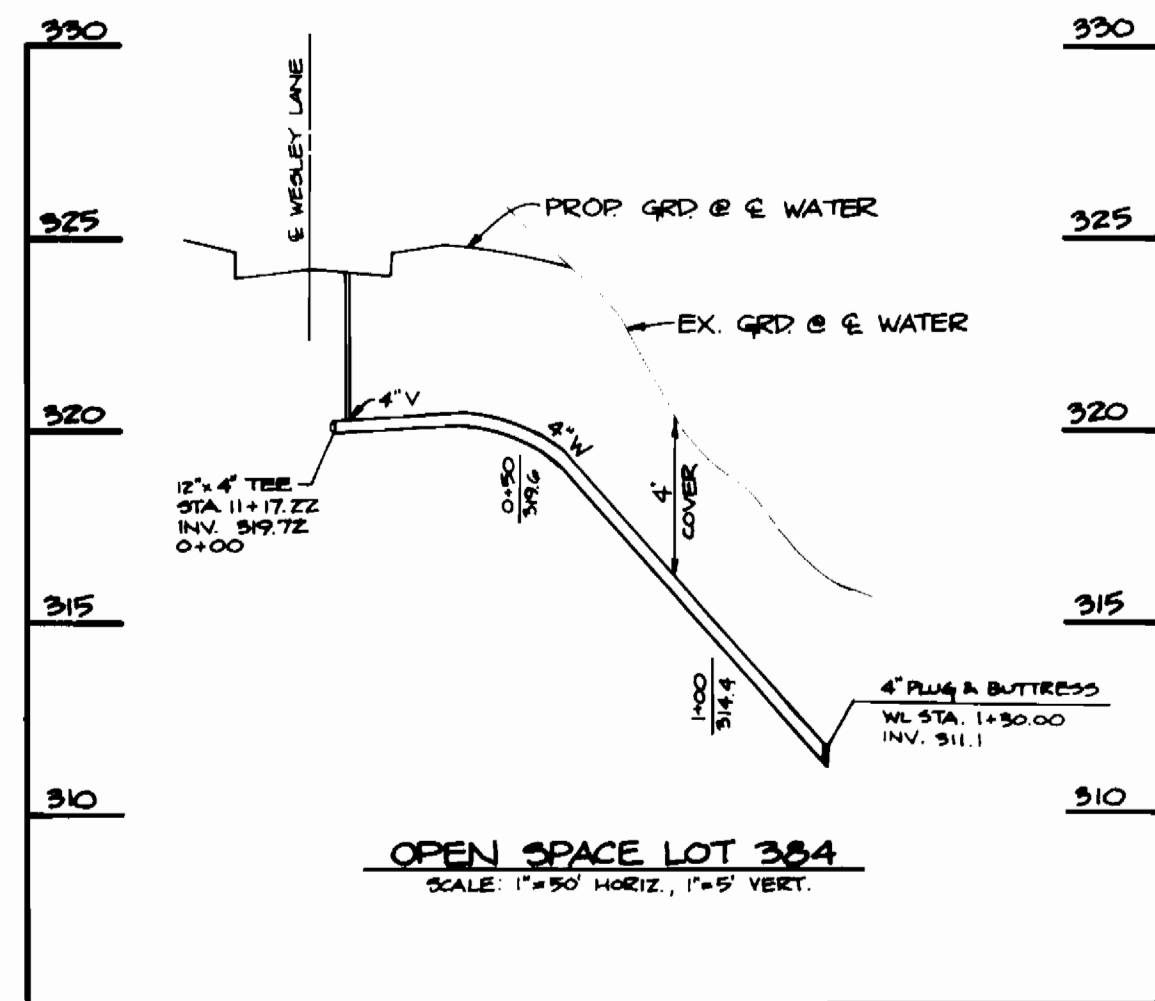 330
330
℄ WESLEY LANE
325
325
PROP. GRD. @ ℄ WATER
EX. GRD. @ ℄ WATER
320
320
4" V
4" W
12" x 4" TEE
STA. 11+17.22
INV. 319.72
0+00
0+50
319.6
4'
COVER
315
315
1+00
314.4
4" PLUG & BUTTRESS
WL STA. 1+30.00
INV. 311.1
310
310
OPEN SPACE LOT 384
SCALE: 1"=50' HORIZ., 1"=5' VERT.